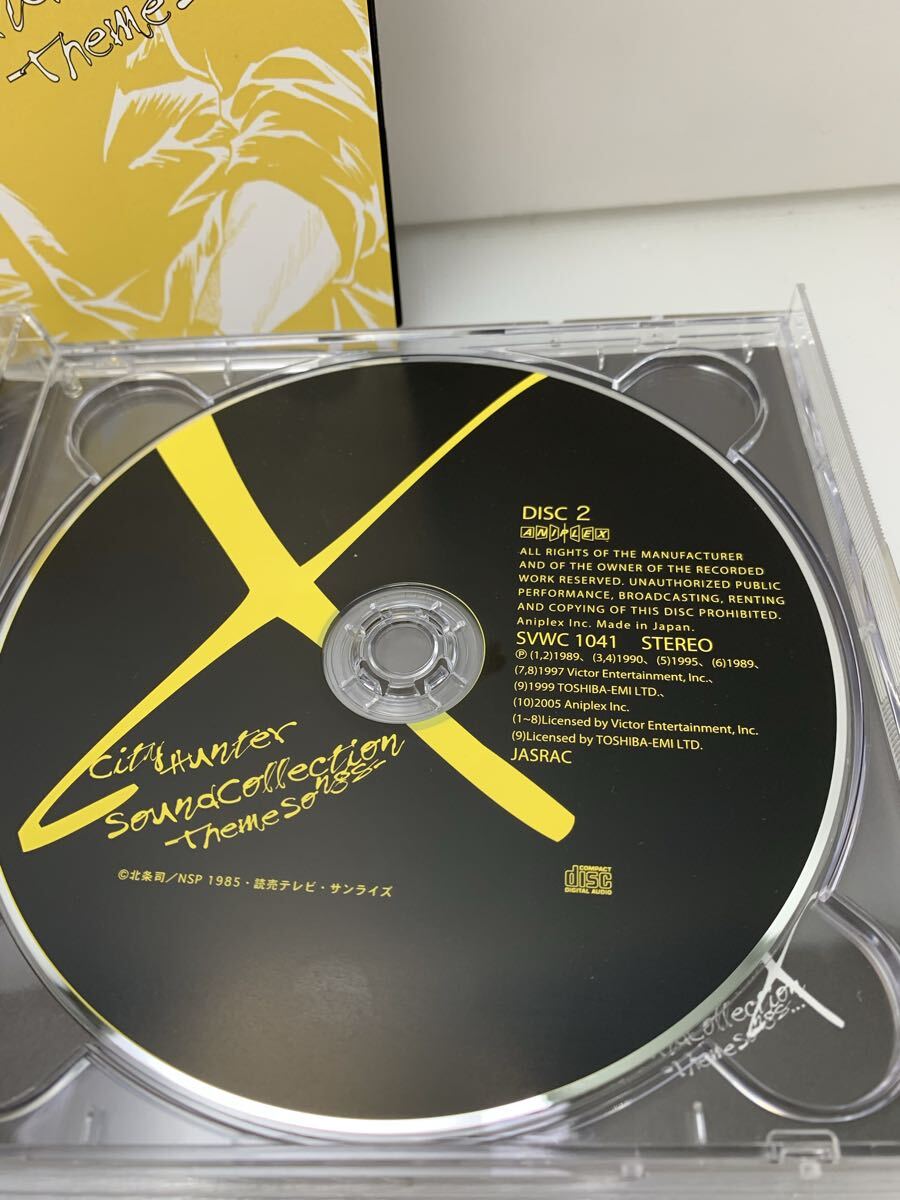 -theme
DISC 2
ANIPLEX
ALL RIGHTS OF THE MANUFACTURER
AND OF THE OWNER OF THE RECORDED
WORK RESERVED. UNAUTHORIZED PUBLIC
PERFORMANCE, BROADCASTING, RENTING
AND COPYING OF THIS DISC PROHIBITED.
Aniplex Inc. Made in Japan.
SVWC 1041 STEREO
Ⓟ (1,2)1989、(3,4)1990、(5)1995、(6)1989、
(7,8)1997 Victor Entertainment, Inc.、
(9)1999 TOSHIBA-EMI LTD.、
(10)2005 Aniplex Inc.
(1~8)Licensed by Victor Entertainment, Inc.
(9)Licensed by TOSHIBA-EMI LTD.
JASRAC
City Hunter
Sound Collection
-Theme Songs-
©北条司/NSP 1985・読売テレビ・サンライズ
COMPACT
disc
DIGITAL AUDIO
Collection
-Theme Songs...